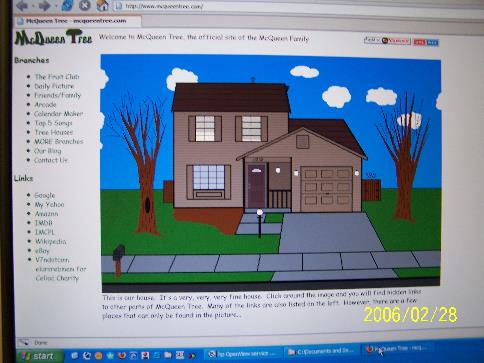 McQueen Tree - mcqueentree.com
http://www.mcqueentree.com/
McQueen Tree
Welcome to McQueen Tree, the official site of the McQueen Family
Branches
The Fruit Club
Daily Picture
Friends/Family
Arcade
Calendar Maker
Top 5 Songs
Tree Houses
MORE Branches
Our Blog
Contact Us
Links
Google
My Yahoo
Amazon
IMDB
IMCPL
Wikipedia
eBay
for
Celiac Charity
This is our house. It's a very, very, very fine house. Click around the image and you will find hidden links
to other parts of McQueen Tree. Many of the links are also listed on the left. However, there are a few
places that can only be found in the picture...
2006/02/28
Done
start
hp OpenView service ...
C:\Documents and Se...
McQueen Tree - mcq...